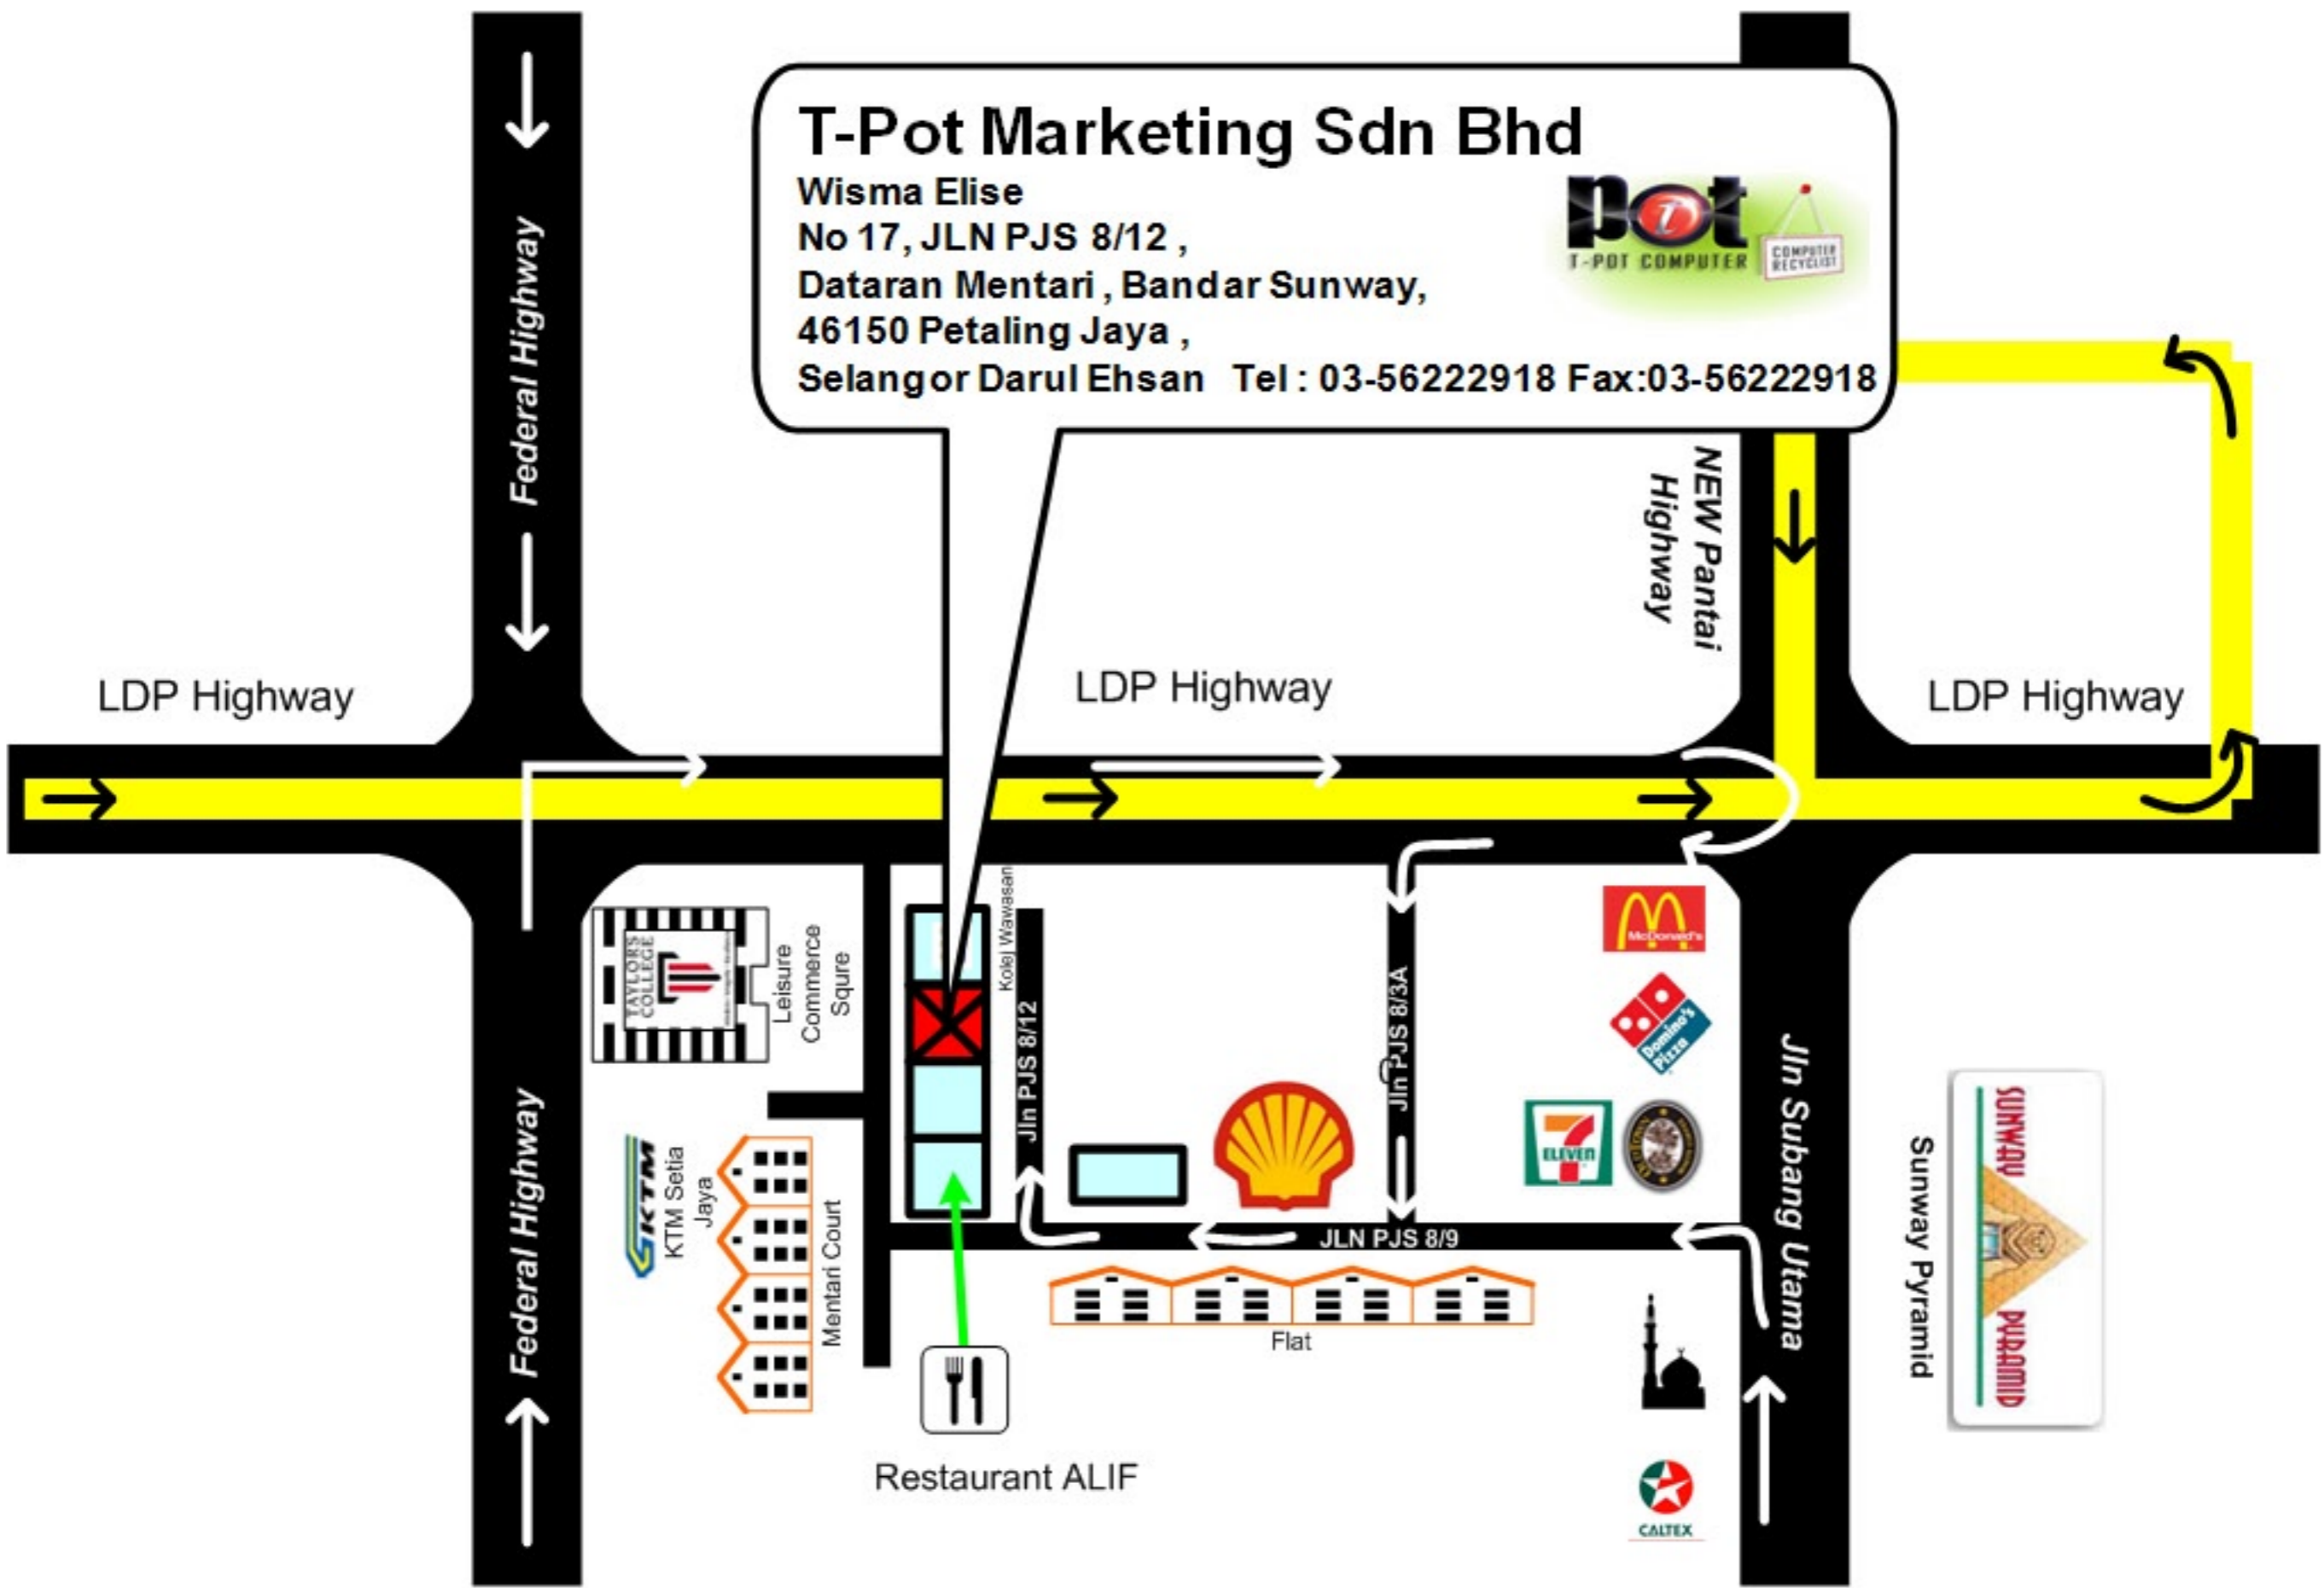 T-Pot Marketing Sdn Bhd
Wisma Elise
No 17, JLN PJS 8/12 ,
Dataran Mentari , Bandar Sunway,
46150 Petaling Jaya ,
Selangor Darul Ehsan Tel : 03-56222918 Fax:03-56222918
pot
T-POT COMPUTER
COMPUTER
RECYCLIST
Federal Highway
NEW Pantai
Highway
LDP Highway
LDP Highway
LDP Highway
TAYLORS
COLLEGE
Leisure
Commerce
Squre
Kolej Wawasan
Jln PJS 8/12
Jln PJS 8/3A
McDonald's
Domino's
Pizza
7
ELEVEN
Jln Subang Utama
SUNWAY
PYRAMID
Sunway Pyramid
Federal Highway
KTM
KTM Setia
Jaya
Mentari Court
JLN PJS 8/9
Flat
Restaurant ALIF
CALTEX